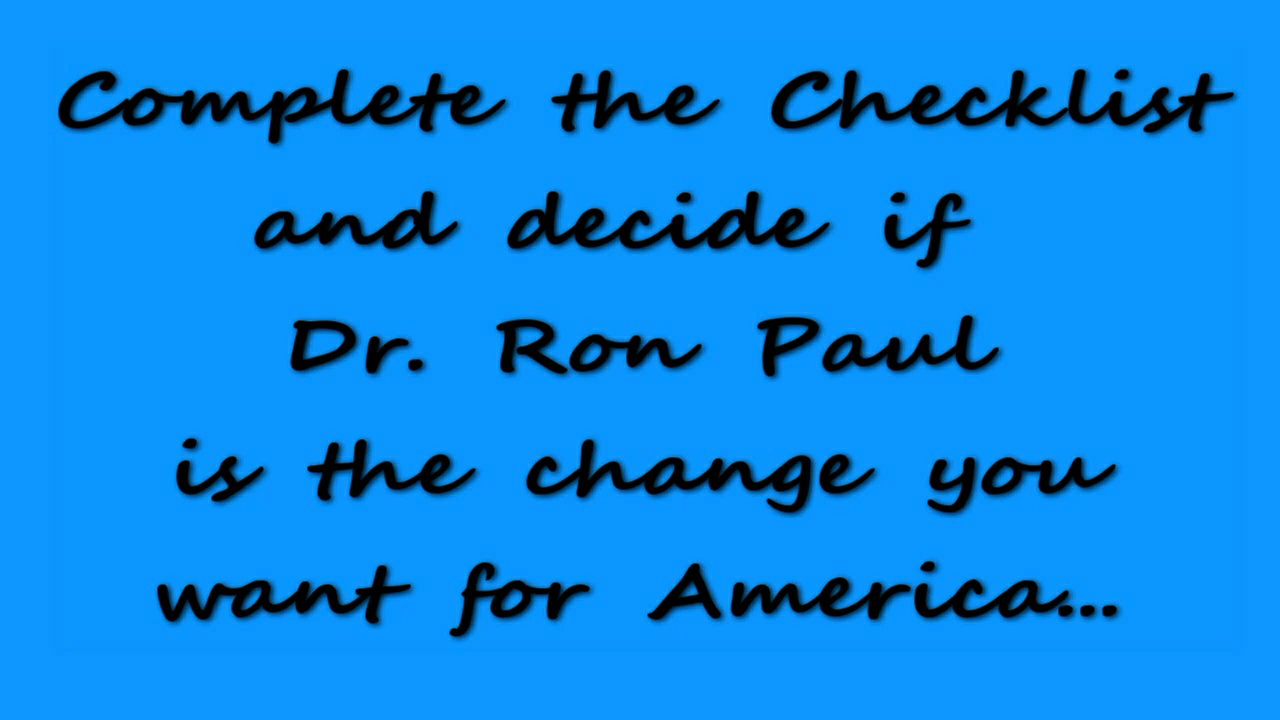 Complete the Checklist
and decide if
Dr. Ron Paul
is the change you
want for America...